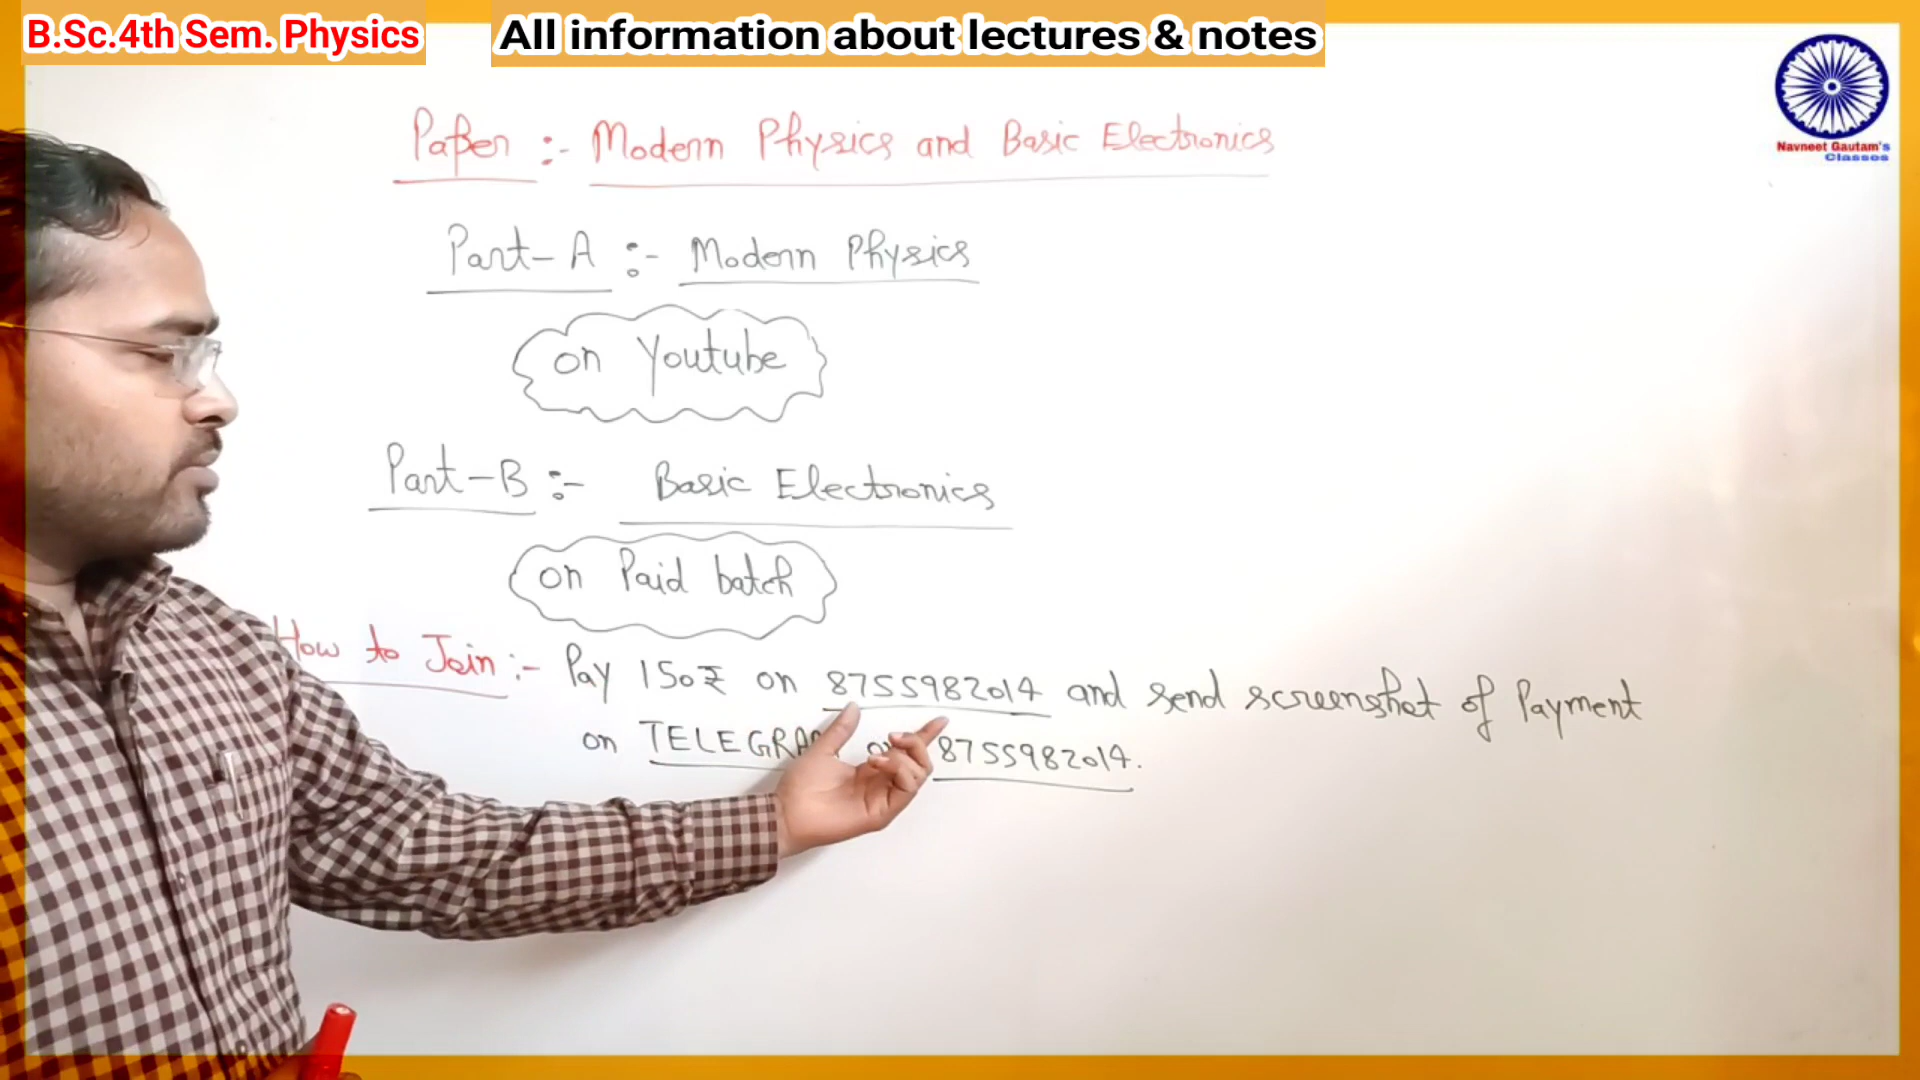 B.Sc.4th Sem. Physics
All information about lectures & notes
Navneet Gautam's
Classes
Paper :- Modern Physics and Basic Electronics
Part-A :- Modern Physics
on Youtube
Part-B :- Basic Electronics
on Paid batch
How to Join :- Pay 150₹ on 8755982014 and send screenshot of Payment
on TELEGRAM on 8755982014.